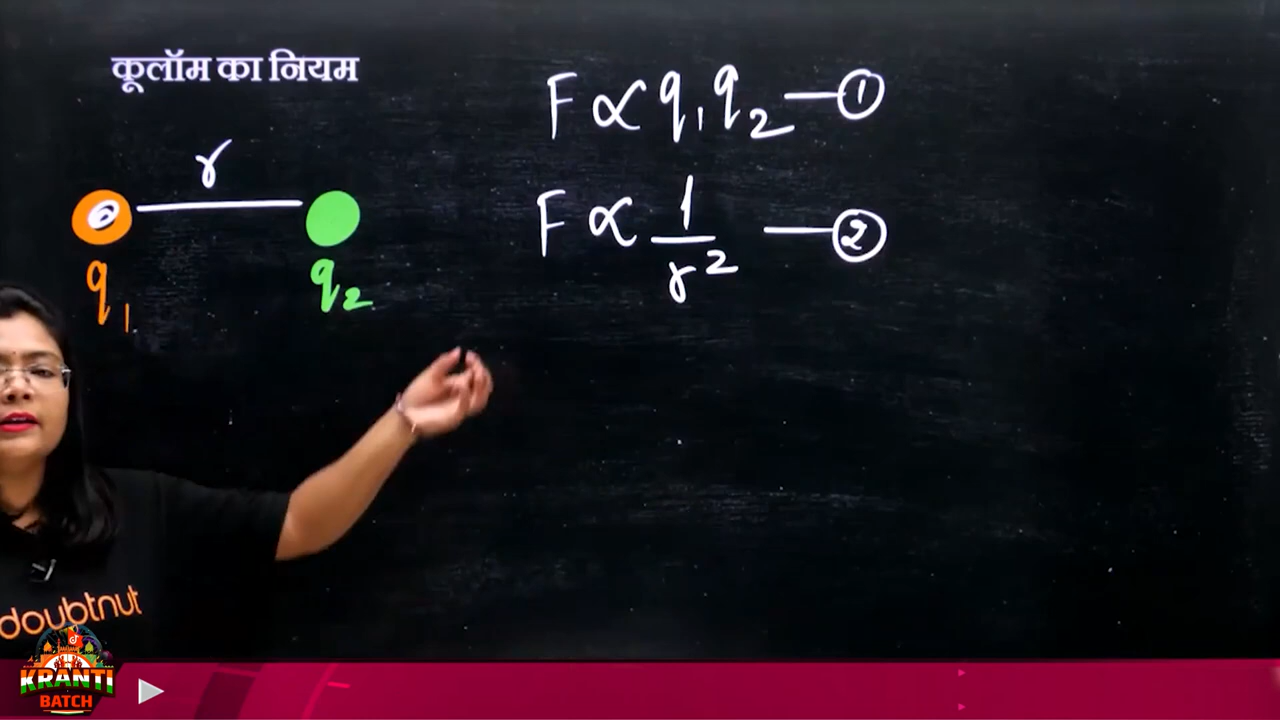 कूलॉम का नियम
F ∝ q₁q₂ —①
r
F ∝ 1/r² —②
q₁
q₂
doubtnut
KRANTI
BATCH